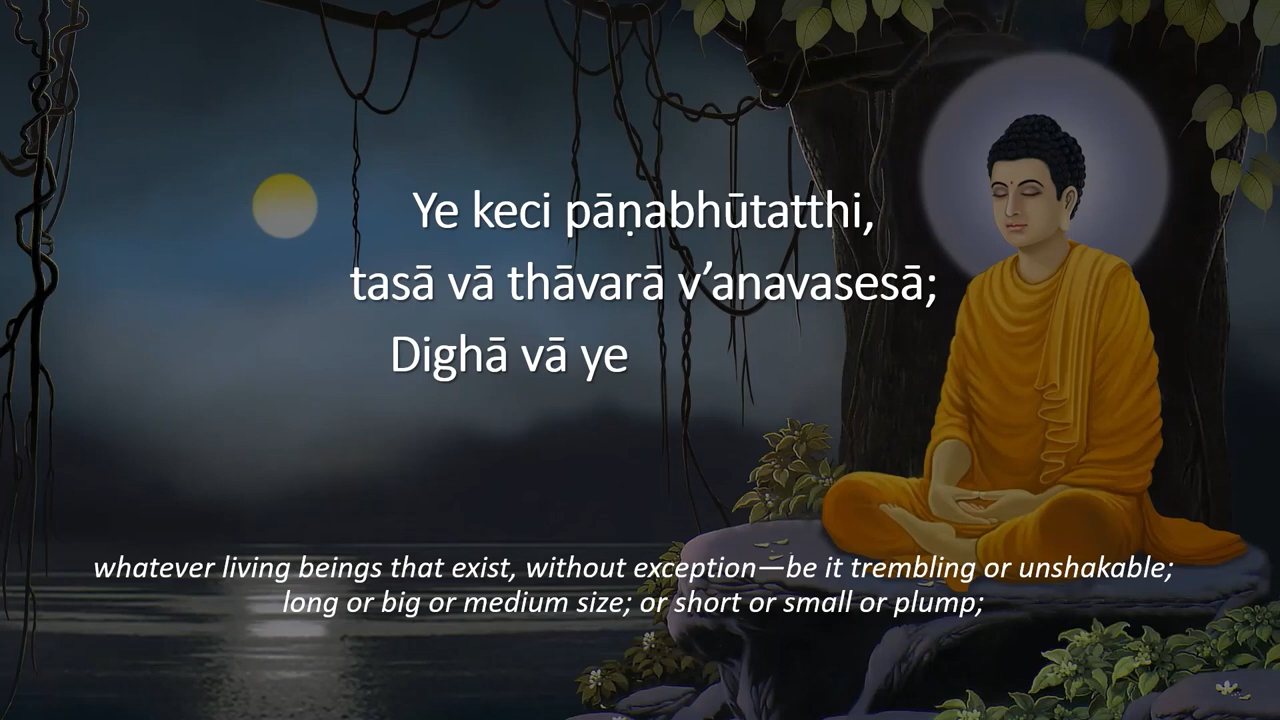 Ye keci pāṇabhūtatthi,
tasā vā thāvarā v’anavasesā;
Dighā vā ye
whatever living beings that exist, without exception—be it trembling or unshakable;
long or big or medium size; or short or small or plump;